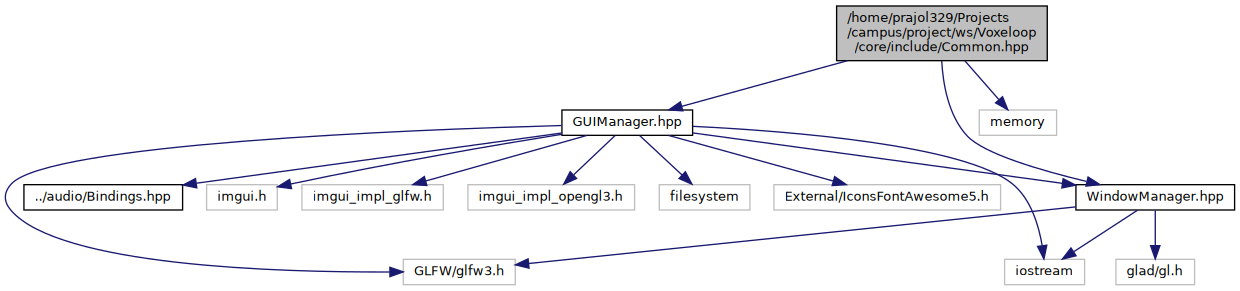 /home/prajol329/Projects
/campus/project/ws/Voxeloop
/core/include/Common.hpp
GUIManager.hpp
memory
../audio/Bindings.hpp
imgui.h
imgui_impl_glfw.h
imgui_impl_opengl3.h
filesystem
External/IconsFontAwesome5.h
WindowManager.hpp
GLFW/glfw3.h
iostream
glad/gl.h